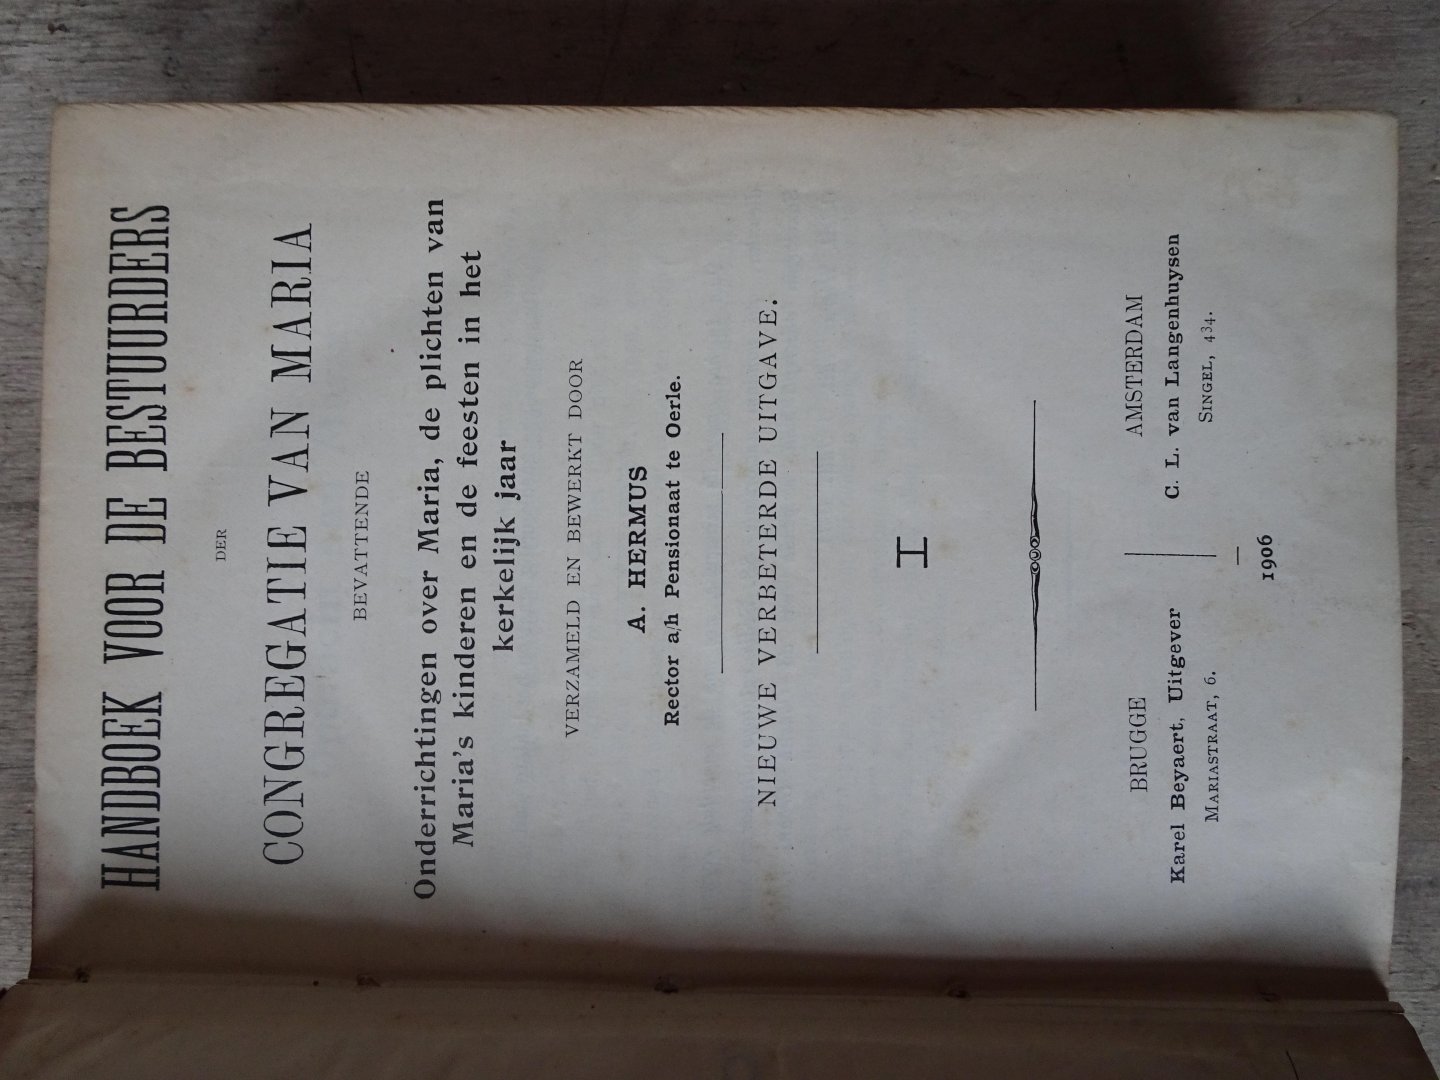 HANDBOEK VOOR DE BESTUURDERS
DER
CONGREGATIE VAN MARIA
BEVATTENDE
Onderrichtingen over Maria, de plichten van
Maria's kinderen en de feesten in het
kerkelijk jaar
VERZAMELD EN BEWERKT DOOR
A. HERMUS
Rector a/h Pensionaat te Oerle.
NIEUWE VERBETERDE UITGAVE.
I
BRUGGE
Karel Beyaert, Uitgever
MARIASTRAAT, 6.
AMSTERDAM
C. L. van Langenhuysen
SINGEL, 434.
1906